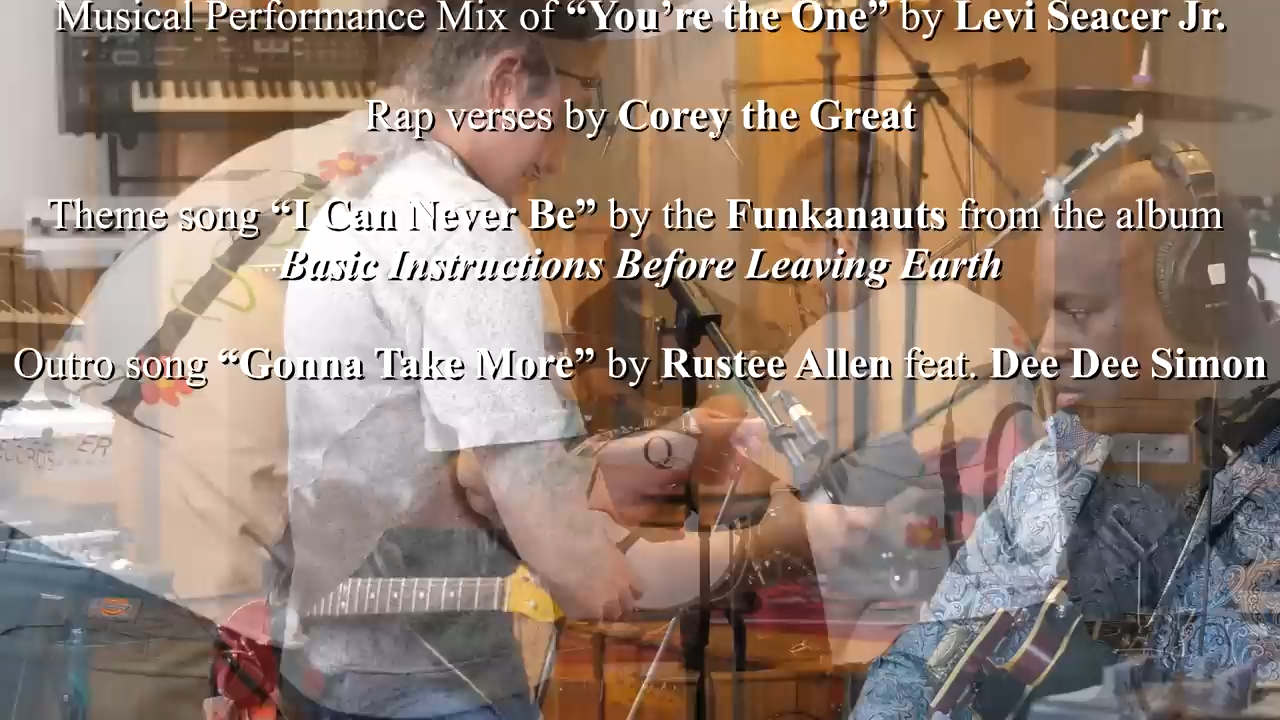 Musical Performance Mix of “You’re the One” by Levi Seacer Jr.
Rap verses by Corey the Great
Theme song “I Can Never Be” by the Funkanauts from the album
Basic Instructions Before Leaving Earth
Outro song “Gonna Take More” by Rustee Allen feat. Dee Dee Simon
Q